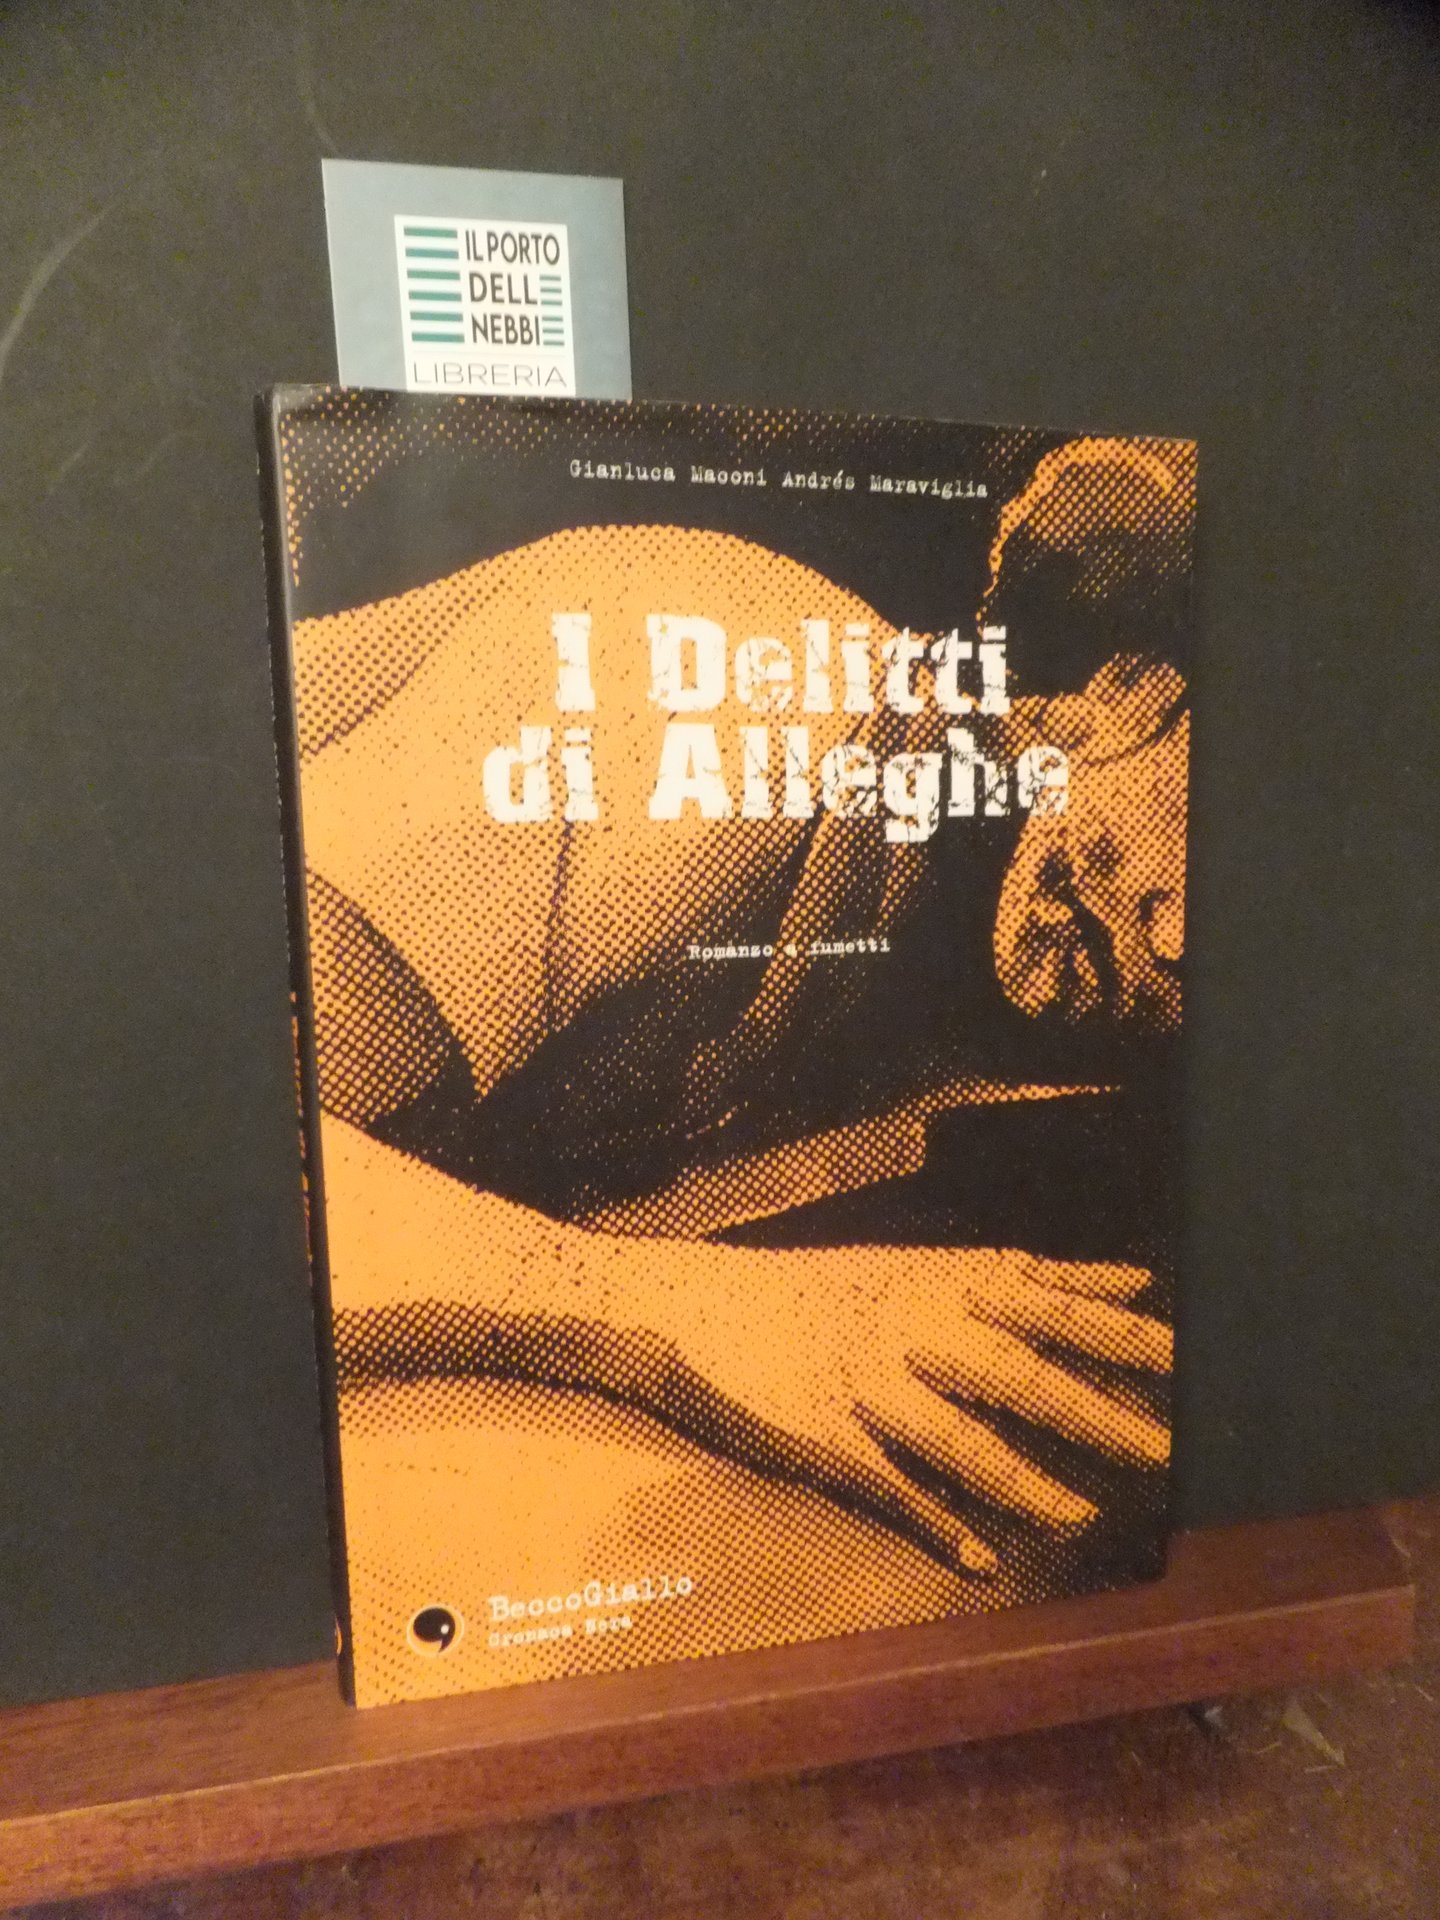 IL PORTO
DELL
NEBBI
LIBRERIA
Gianluca Maconi Andrés Maraviglia
I Delitti
di Alleghe
Romanzo a fumetti
BeccoGiallo
Cronaca Nera